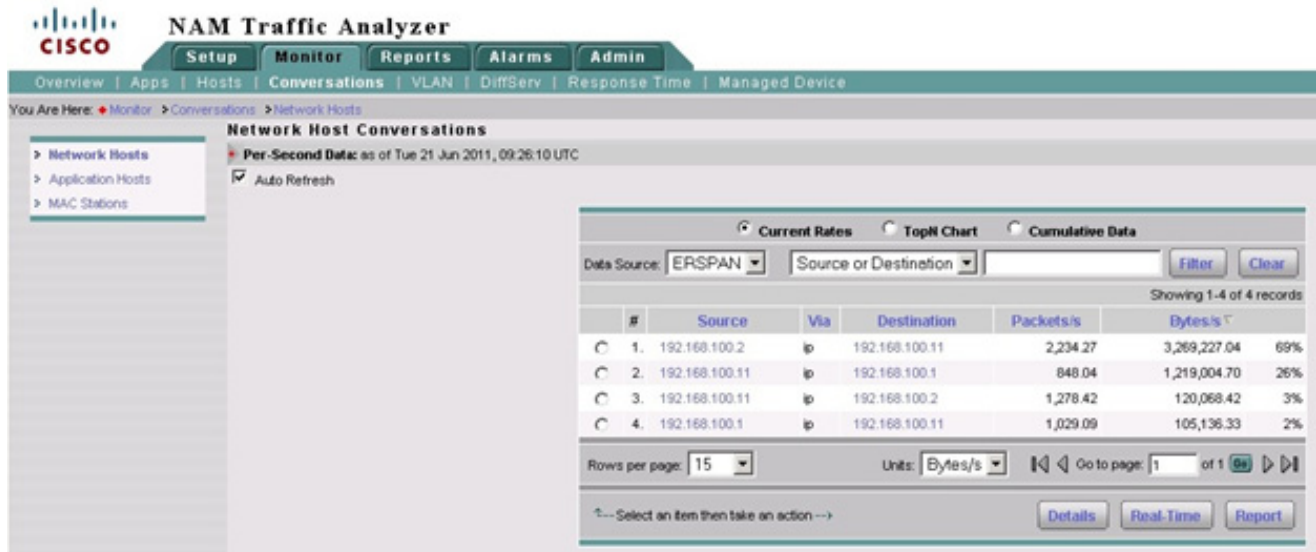 CISCO
NAM Traffic Analyzer
Setup Monitor Reports Alarms Admin
Overview | Apps | Hosts | Conversations | VLAN | DiffServ | Response Time | Managed Device
You Are Here: Monitor > Conversations > Network Hosts
> Network Hosts
> Application Hosts
> MAC Stations
Network Host Conversations
Per-Second Data: as of Tue 21 Jun 2011, 09:26:10 UTC
Auto Refresh
Current Rates TopN Chart Cumulative Data
Data Source: ERSPAN Source or Destination Filter Clear
Showing 1-4 of 4 records
# Source Via Destination Packets/s Bytes/s
1. 192.168.100.2 ip 192.168.100.11 2,234.27 3,269,227.04 69%
2. 192.168.100.11 ip 192.168.100.1 848.04 1,219,004.70 26%
3. 192.168.100.11 ip 192.168.100.2 1,278.42 120,068.42 3%
4. 192.168.100.1 ip 192.168.100.11 1,029.09 105,136.33 2%
Rows per page: 15 Units: Bytes/s Go to page: 1 of 1 Go
Select an item then take an action -->
Details Real-Time Report